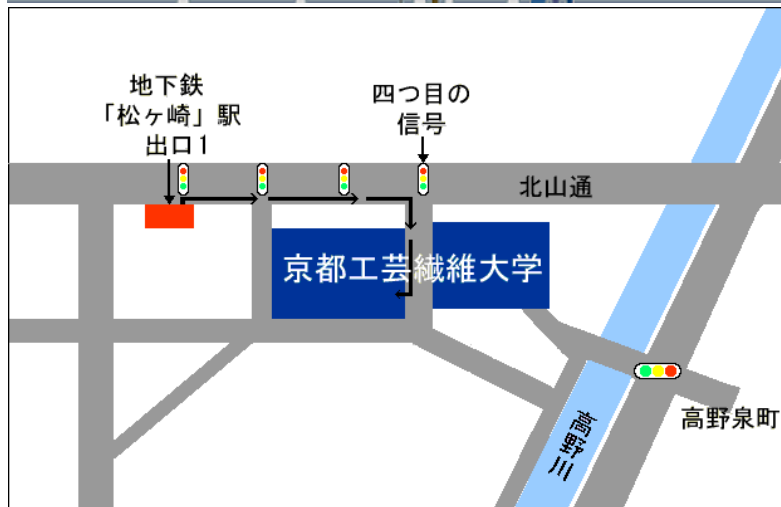 地下鉄
「松ヶ崎」駅
出口1
四つ目の
信号
北山通
京都工芸繊維大学
高野泉町
高野川